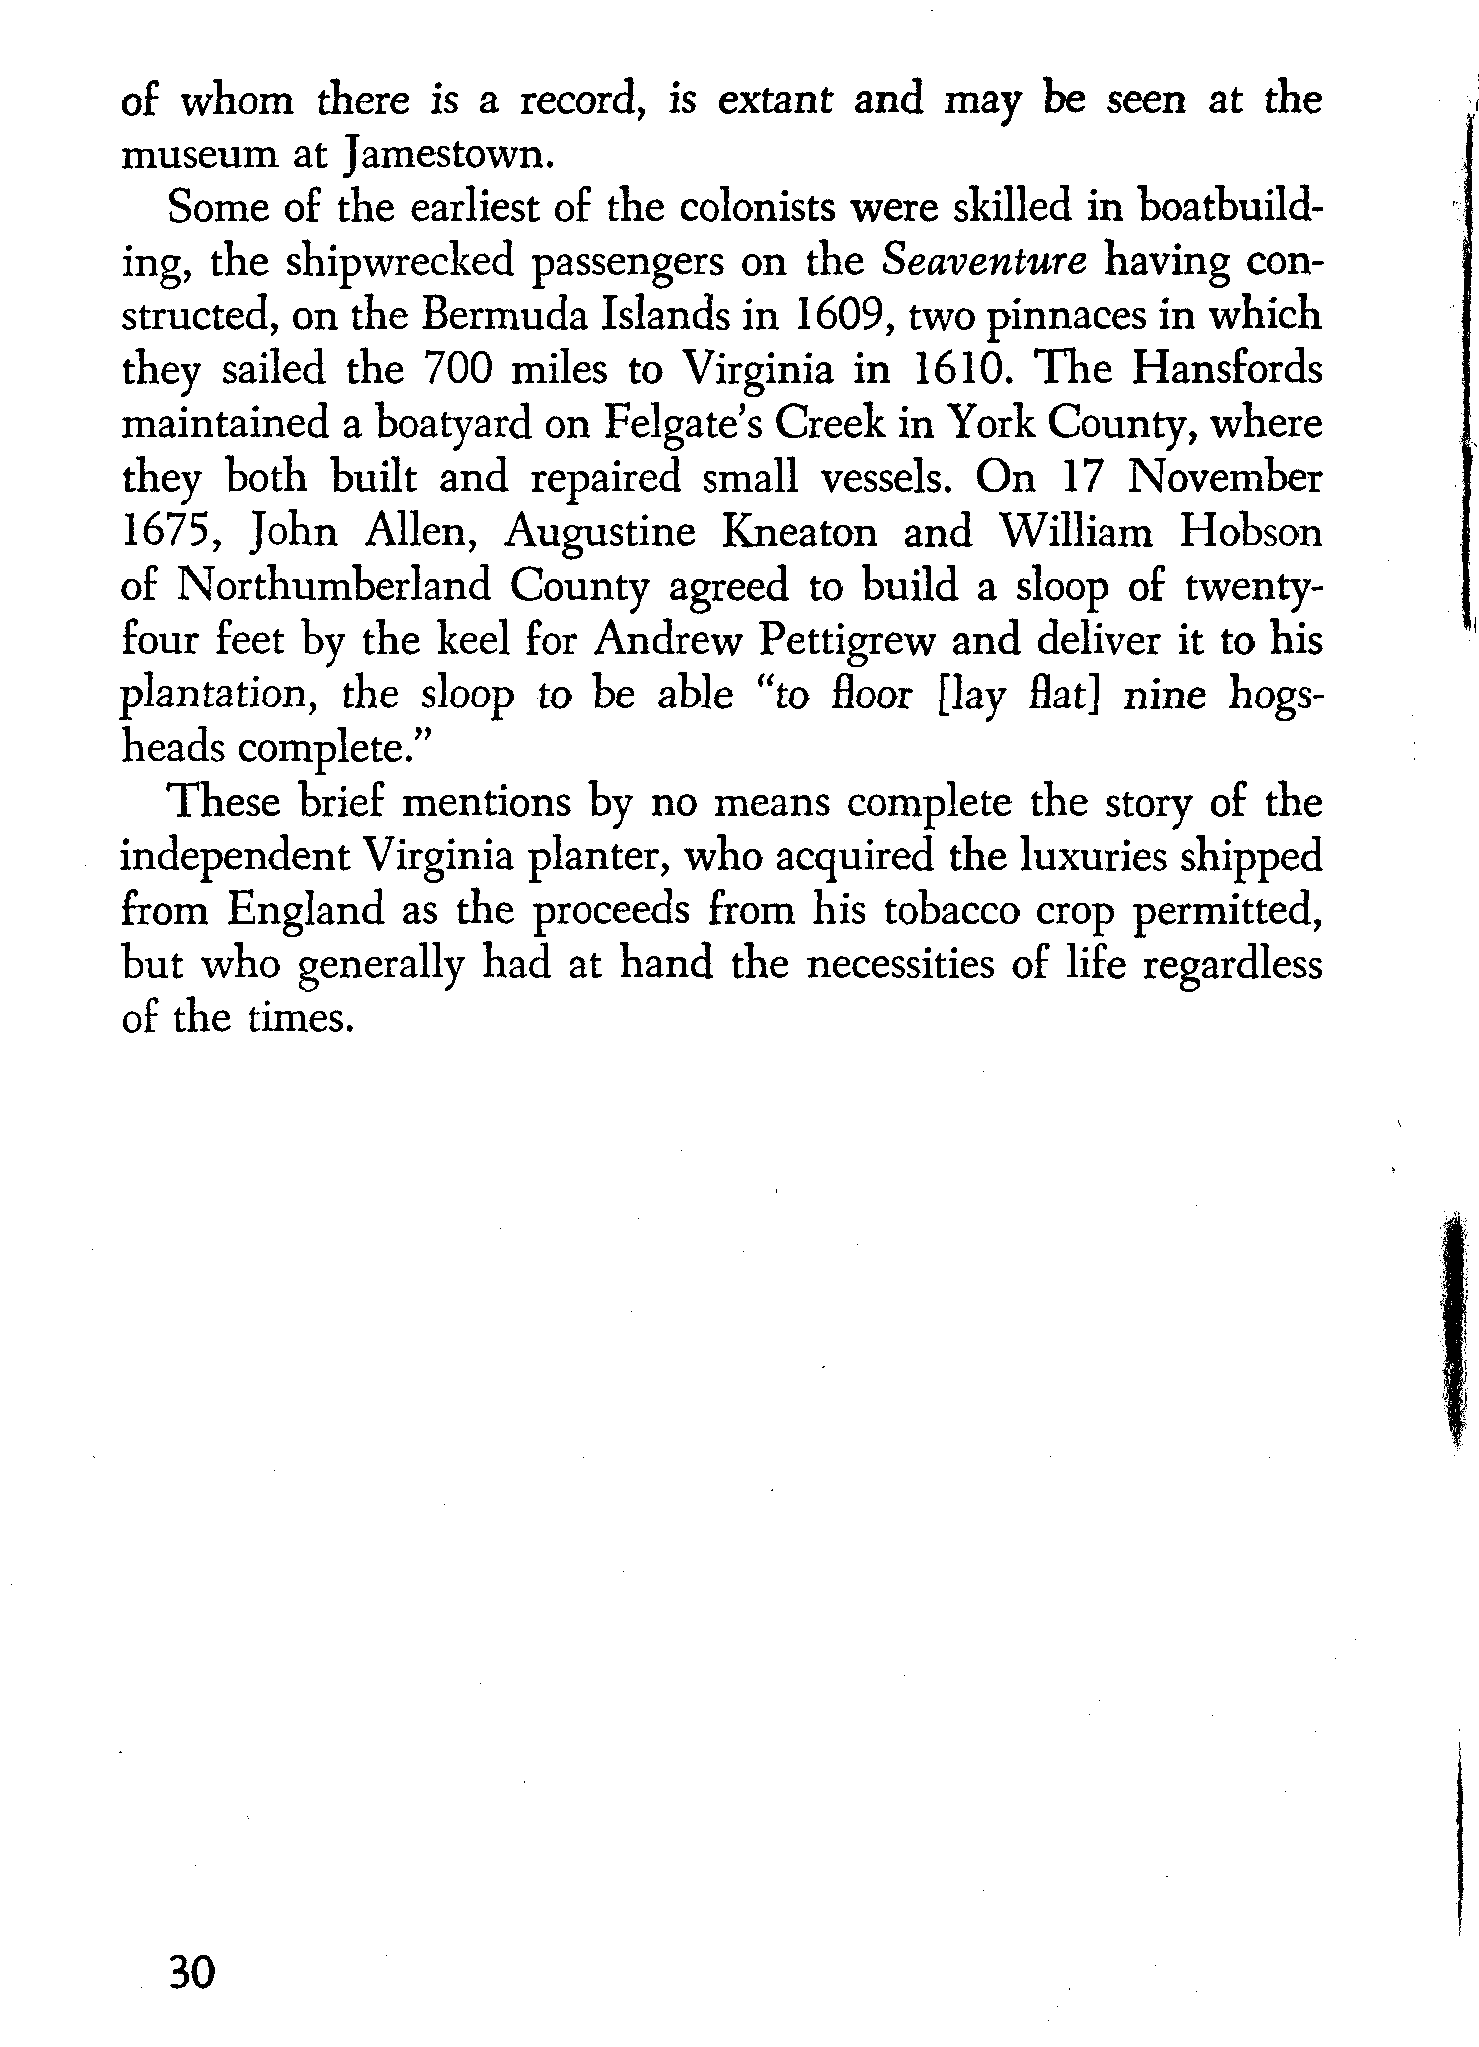 of whom there is a record, is extant and may be seen at the
museum at Jamestown.
Some of the earliest of the colonists were skilled in boatbuild-
ing, the shipwrecked passengers on the Seaventure having con-
structed, on the Bermuda Islands in 1609, two pinnaces in which
they sailed the 700 miles to Virginia in 1610. The Hansfords
maintained a boatyard on Felgate's Creek in York County, where
they both built and repaired small vessels. On 17 November
1675, John Allen, Augustine Kneaton and William Hobson
of Northumberland County agreed to build a sloop of twenty-
four feet by the keel for Andrew Pettigrew and deliver it to his
plantation, the sloop to be able "to floor [lay flat] nine hogs-
heads complete."
These brief mentions by no means complete the story of the
independent Virginia planter, who acquired the luxuries shipped
from England as the proceeds from his tobacco crop permitted,
but who generally had at hand the necessities of life regardless
of the times.
30